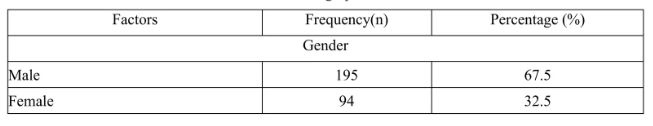 Factors Frequency(n) Percentage (%)
Gender
Male 195 67.5
Female 94 32.5